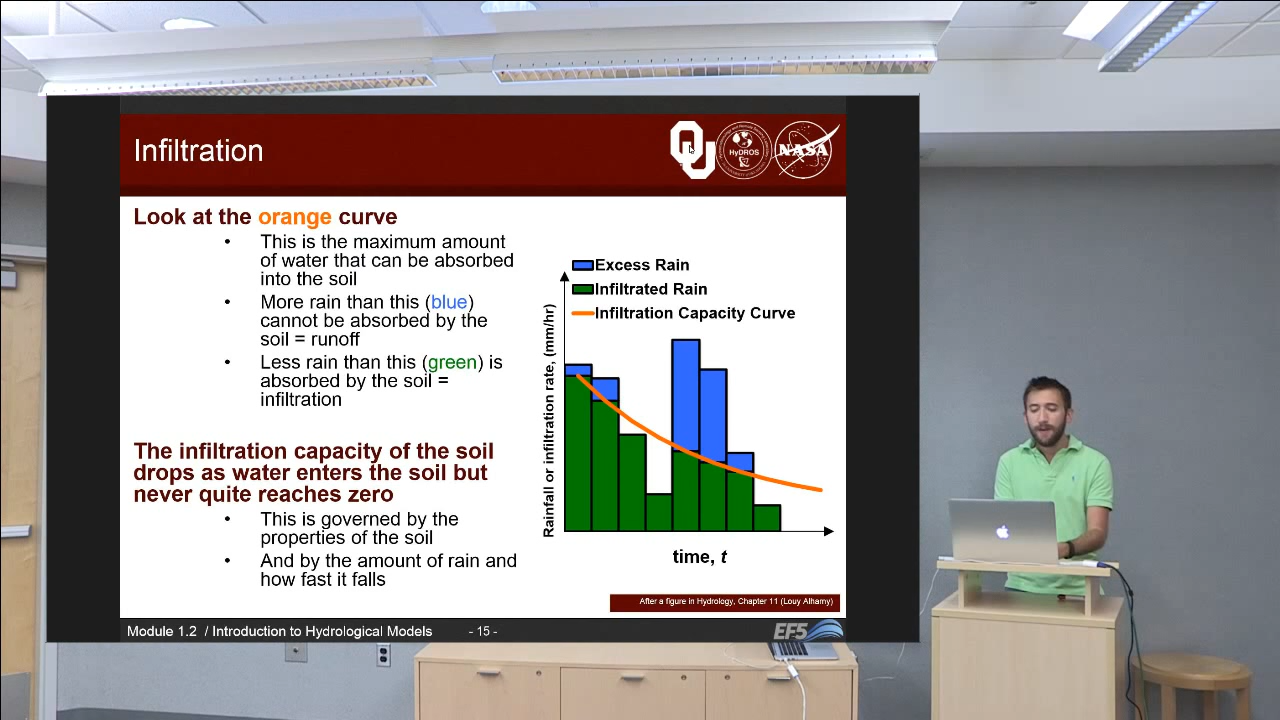 Infiltration
OU
HyDROS
NASA
Look at the orange curve
• This is the maximum amount
of water that can be absorbed
into the soil
• More rain than this (blue)
cannot be absorbed by the
soil = runoff
• Less rain than this (green) is
absorbed by the soil =
infiltration
The infiltration capacity of the soil
drops as water enters the soil but
never quite reaches zero
• This is governed by the
properties of the soil
• And by the amount of rain and
how fast it falls
Excess Rain
Infiltrated Rain
Infiltration Capacity Curve
Rainfall or infiltration rate, (mm/hr)
time, t
After a figure in Hydrology, Chapter 11 (Louy Alhamy)
Module 1.2 / Introduction to Hydrological Models - 15 -
EF5